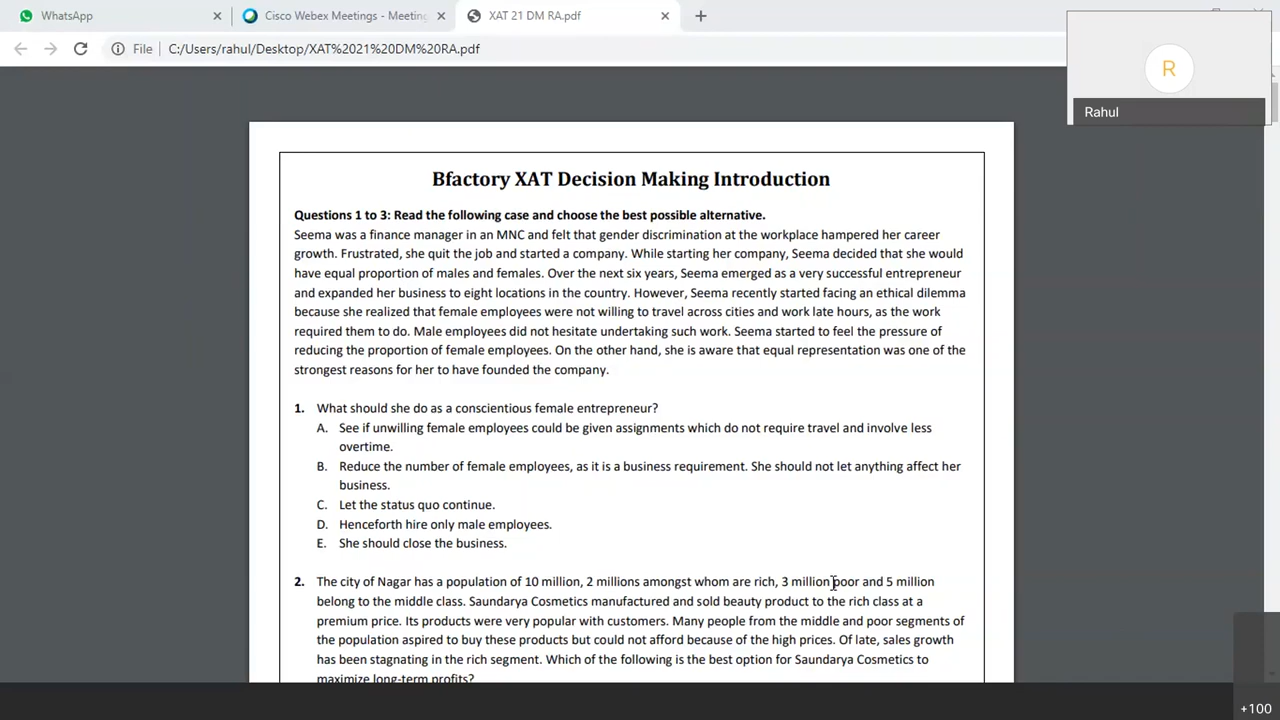 WhatsApp
Cisco Webex Meetings - Meeting
XAT 21 DM RA.pdf
File
C:/Users/rahul/Desktop/XAT%2021%20DM%20RA.pdf
R
Rahul
Bfactory XAT Decision Making Introduction
Questions 1 to 3: Read the following case and choose the best possible alternative.
Seema was a finance manager in an MNC and felt that gender discrimination at the workplace hampered her career
growth. Frustrated, she quit the job and started a company. While starting her company, Seema decided that she would
have equal proportion of males and females. Over the next six years, Seema emerged as a very successful entrepreneur
and expanded her business to eight locations in the country. However, Seema recently started facing an ethical dilemma
because she realized that female employees were not willing to travel across cities and work late hours, as the work
required them to do. Male employees did not hesitate undertaking such work. Seema started to feel the pressure of
reducing the proportion of female employees. On the other hand, she is aware that equal representation was one of the
strongest reasons for her to have founded the company.
1. What should she do as a conscientious female entrepreneur?
A. See if unwilling female employees could be given assignments which do not require travel and involve less
overtime.
B. Reduce the number of female employees, as it is a business requirement. She should not let anything affect her
business.
C. Let the status quo continue.
D. Henceforth hire only male employees.
E. She should close the business.
2. The city of Nagar has a population of 10 million, 2 millions amongst whom are rich, 3 million poor and 5 million
belong to the middle class. Saundarya Cosmetics manufactured and sold beauty product to the rich class at a
premium price. Its products were very popular with customers. Many people from the middle and poor segments of
the population aspired to buy these products but could not afford because of the high prices. Of late, sales growth
has been stagnating in the rich segment. Which of the following is the best option for Saundarya Cosmetics to
maximize long-term profits?
+100